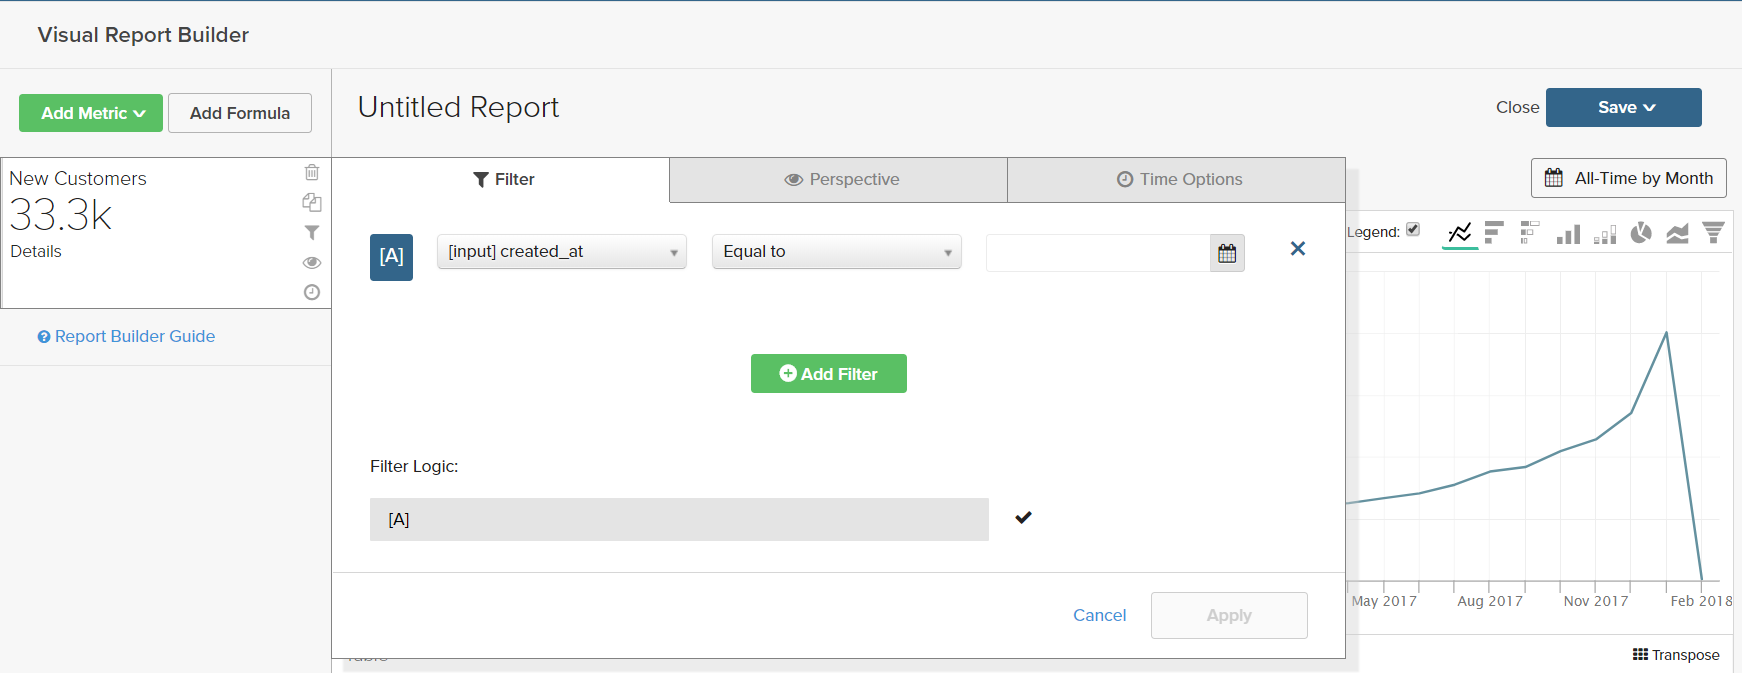 Visual Report Builder
Add Metric
Add Formula
Untitled Report
Close
Save
New Customers
33.3k
Details
Report Builder Guide
Filter
Perspective
Time Options
All-Time by Month
[A]
[input] created_at
Equal to
Legend:
Add Filter
Filter Logic:
[A]
Cancel
Apply
May 2017
Aug 2017
Nov 2017
Feb 2018
Transpose